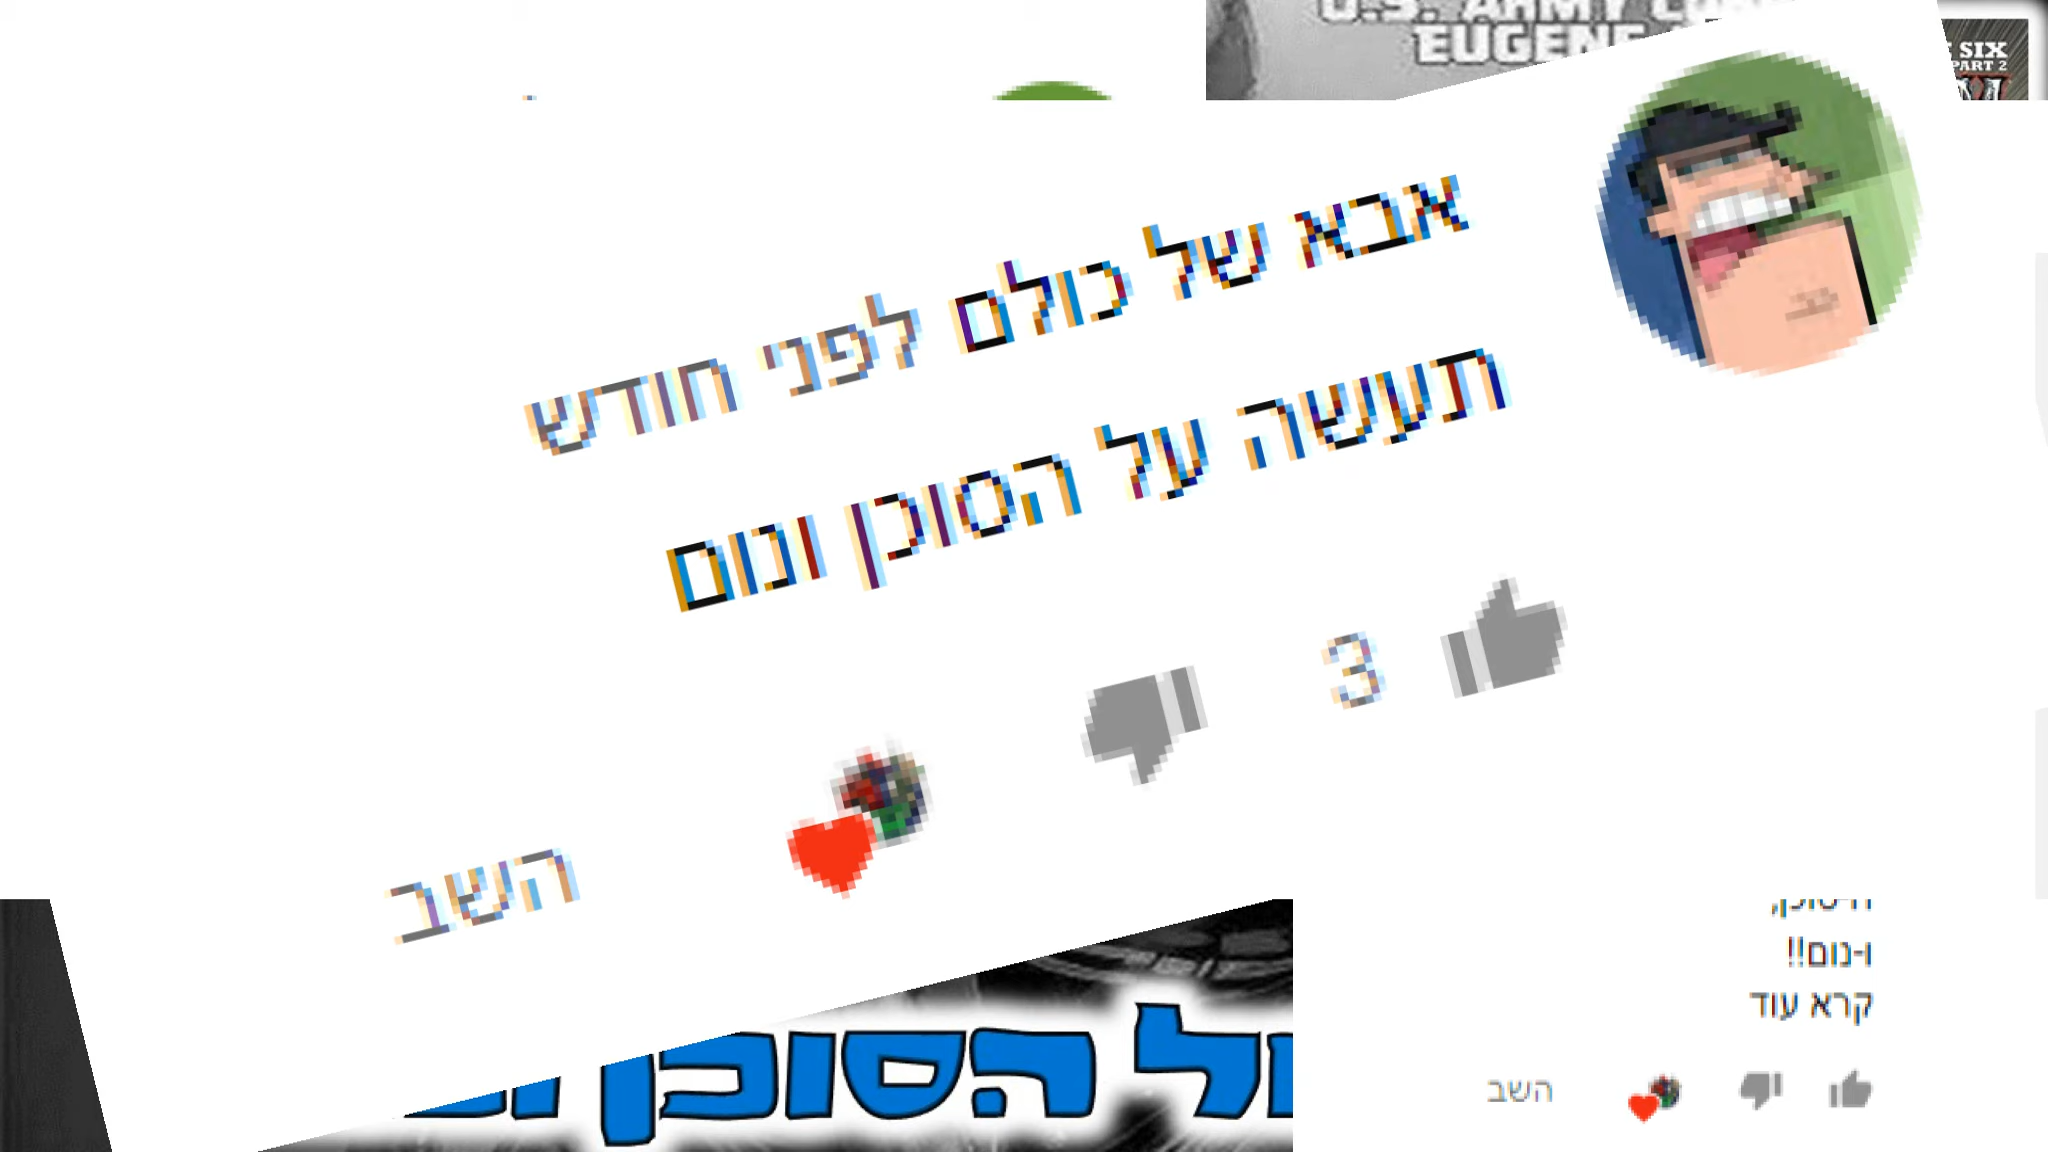 U.S. ARMY
EUGENE
SIX
PART 2
אבא של כולם לפני חודש
תעשה על הסוכן ונום
3
השב
ו-נום!!
קרא עוד
השב
הסוכן